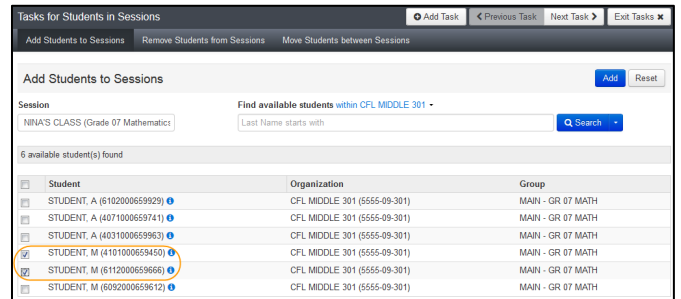 Tasks for Students in Sessions
Add Task
Previous Task
Next Task
Exit Tasks
Add Students to Sessions
Remove Students from Sessions
Move Students between Sessions
Add Students to Sessions
Add
Reset
Session
Find available students within CFL MIDDLE 301
NINA'S CLASS (Grade 07 Mathematics
Last Name starts with
Search
6 available student(s) found
Student Organization Group
STUDENT, A (6102000659929) CFL MIDDLE 301 (5555-09-301) MAIN - GR 07 MATH
STUDENT, A (4071000659741) CFL MIDDLE 301 (5555-09-301) MAIN - GR 07 MATH
STUDENT, A (4031000659963) CFL MIDDLE 301 (5555-09-301) MAIN - GR 07 MATH
STUDENT, M (4101000659450) CFL MIDDLE 301 (5555-09-301) MAIN - GR 07 MATH
STUDENT, M (6112000659666) CFL MIDDLE 301 (5555-09-301) MAIN - GR 07 MATH
STUDENT, M (6092000659612) CFL MIDDLE 301 (5555-09-301) MAIN - GR 07 MATH